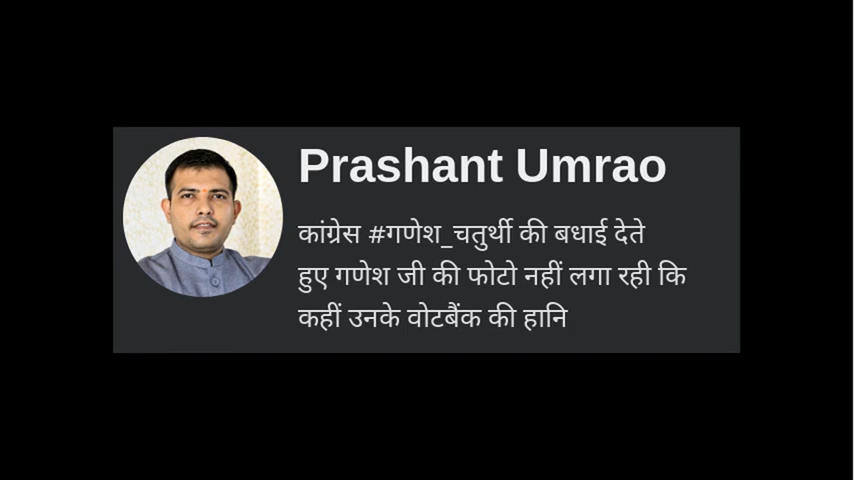 Prashant Umrao
कांग्रेस #गणेश_चतुर्थी की बधाई देते
हुए गणेश जी की फोटो नहीं लगा रही कि
कहीं उनके वोटबैंक की हानि